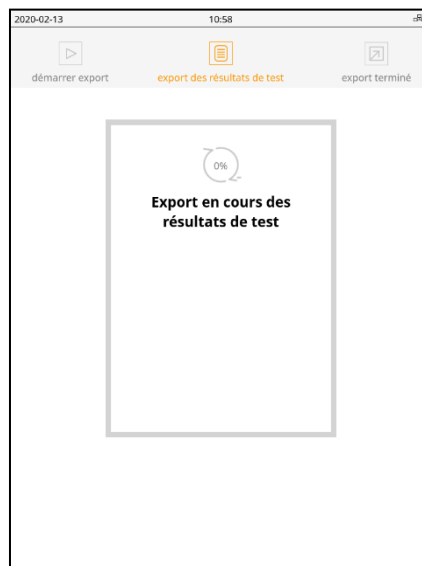 2020-02-13 10:58
démarrer export export des résultats de test export terminé
0%
Export en cours des
résultats de test